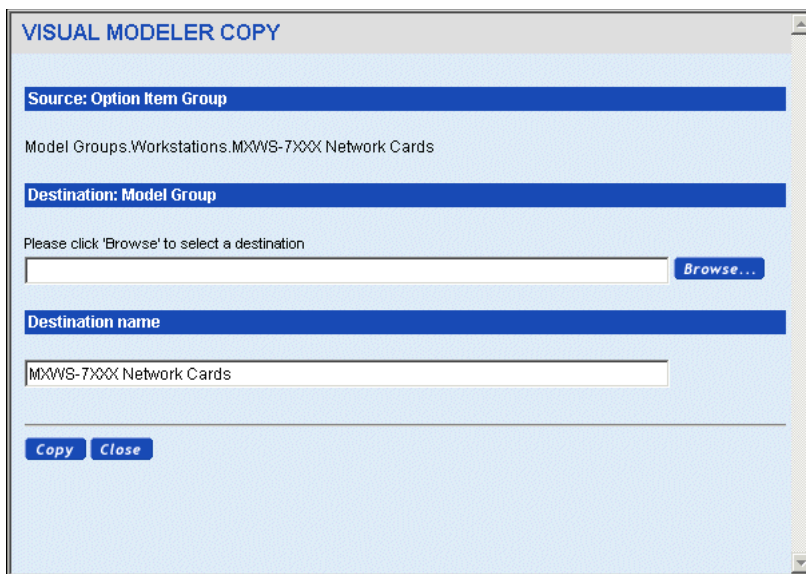 VISUAL MODELER COPY
Source: Option Item Group
Model Groups.Workstations.MXWS-7XXX Network Cards
Destination: Model Group
Please click 'Browse' to select a destination
Browse...
Destination name
MXWS-7XXX Network Cards
Copy Close